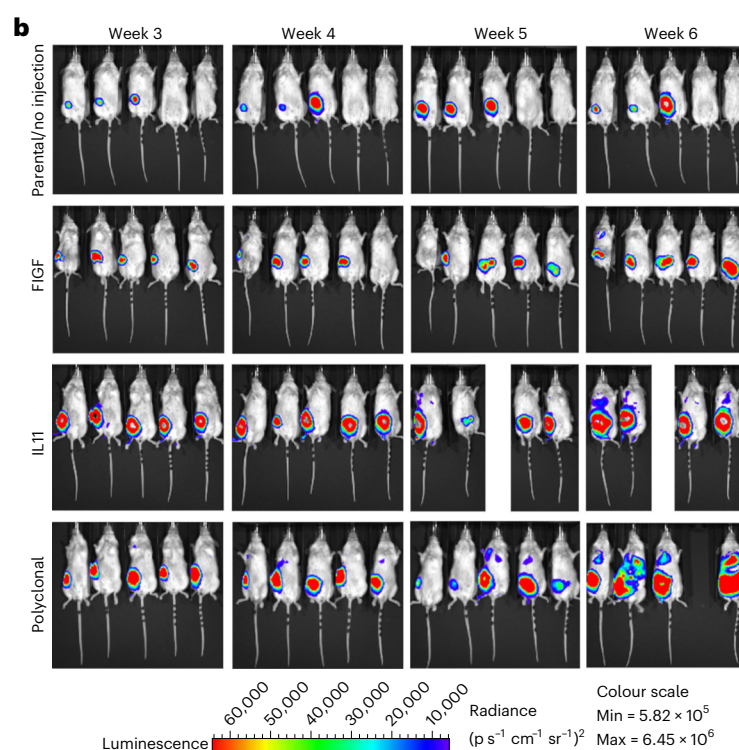 b
Week 3 Week 4 Week 5 Week 6
Parental/no injection
FIGF
IL11
Polyclonal
60,000 50,000 40,000 30,000 20,000 10,000
Luminescence
Radiance
(p s⁻¹ cm⁻¹ sr⁻¹)²
Colour scale
Min = 5.82 × 10⁵
Max = 6.45 × 10⁶